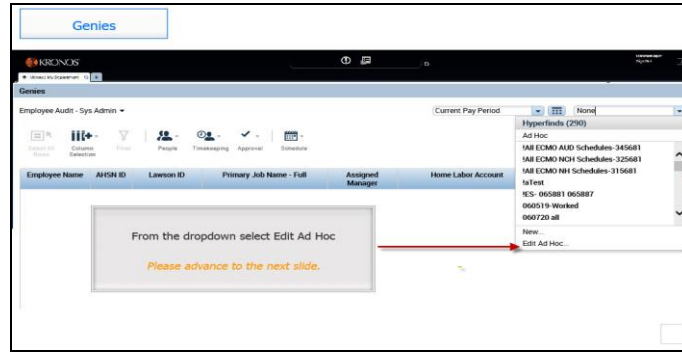 Genies
KRONOS
Genies
Employee Audit - Sys Admin
Current Pay Period
None
Select All Rows
Column Selection
Filter
People
Timekeeping
Approval
Schedule
Hyperfinds (290)
Ad Hoc
!All ECMO AUD Schedules-345681
!All ECMO NCH Schedules-325681
!All ECMO NH Schedules-315681
!aTest
!ES- 065881 065887
060519-Worked
060720 all
New...
Edit Ad Hoc...
Employee Name
AHSN ID
Lawson ID
Primary Job Name - Full
Assigned Manager
Home Labor Account
From the dropdown select Edit Ad Hoc
Please advance to the next slide.